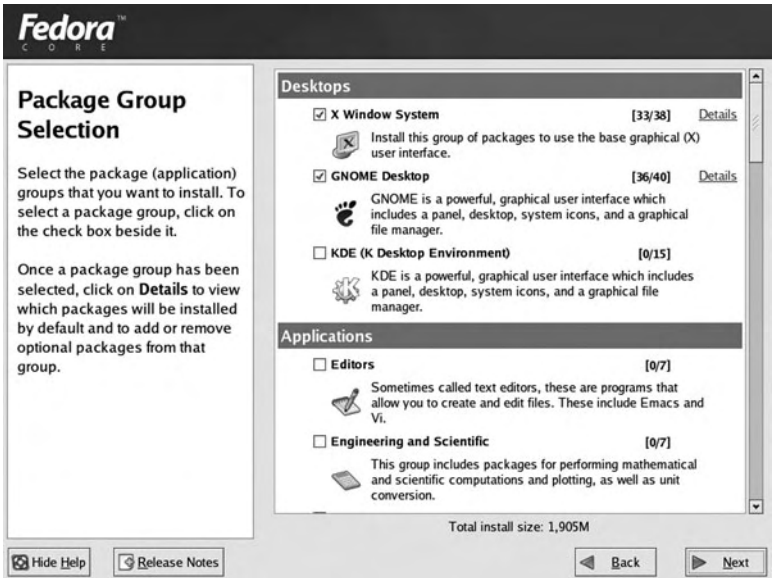 Fedora™
CORE
Package Group
Selection
Select the package (application)
groups that you want to install. To
select a package group, click on
the check box beside it.
Once a package group has been
selected, click on Details to view
which packages will be installed
by default and to add or remove
optional packages from that
group.
Desktops
X Window System [33/38] Details
Install this group of packages to use the base graphical (X)
user interface.
GNOME Desktop [36/40] Details
GNOME is a powerful, graphical user interface which
includes a panel, desktop, system icons, and a graphical
file manager.
KDE (K Desktop Environment) [0/15]
KDE is a powerful, graphical user interface which includes
a panel, desktop, system icons, and a graphical file
manager.
Applications
Editors [0/7]
Sometimes called text editors, these are programs that
allow you to create and edit files. These include Emacs and
Vi.
Engineering and Scientific [0/7]
This group includes packages for performing mathematical
and scientific computations and plotting, as well as unit
conversion.
Total install size: 1,905M
Hide Help Release Notes Back Next